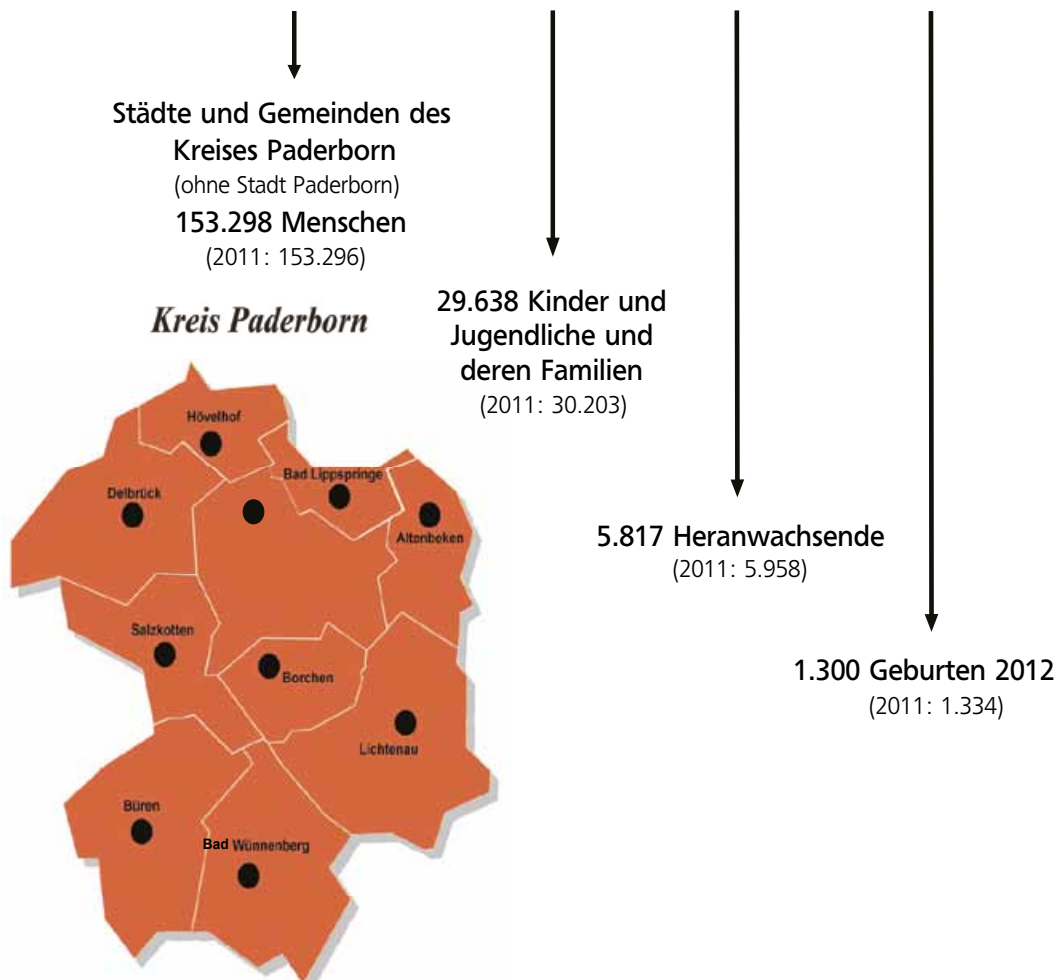 Städte und Gemeinden des
Kreises Paderborn
(ohne Stadt Paderborn)
153.298 Menschen
(2011: 153.296)
29.638 Kinder und
Jugendliche und
deren Familien
(2011: 30.203)
5.817 Heranwachsende
(2011: 5.958)
1.300 Geburten 2012
(2011: 1.334)
Kreis Paderborn
Hövelhof
Bad Lippspringe
Delbrück
Altenbeken
Salzkotten
Borchen
Lichtenau
Büren
Bad Wünnenberg